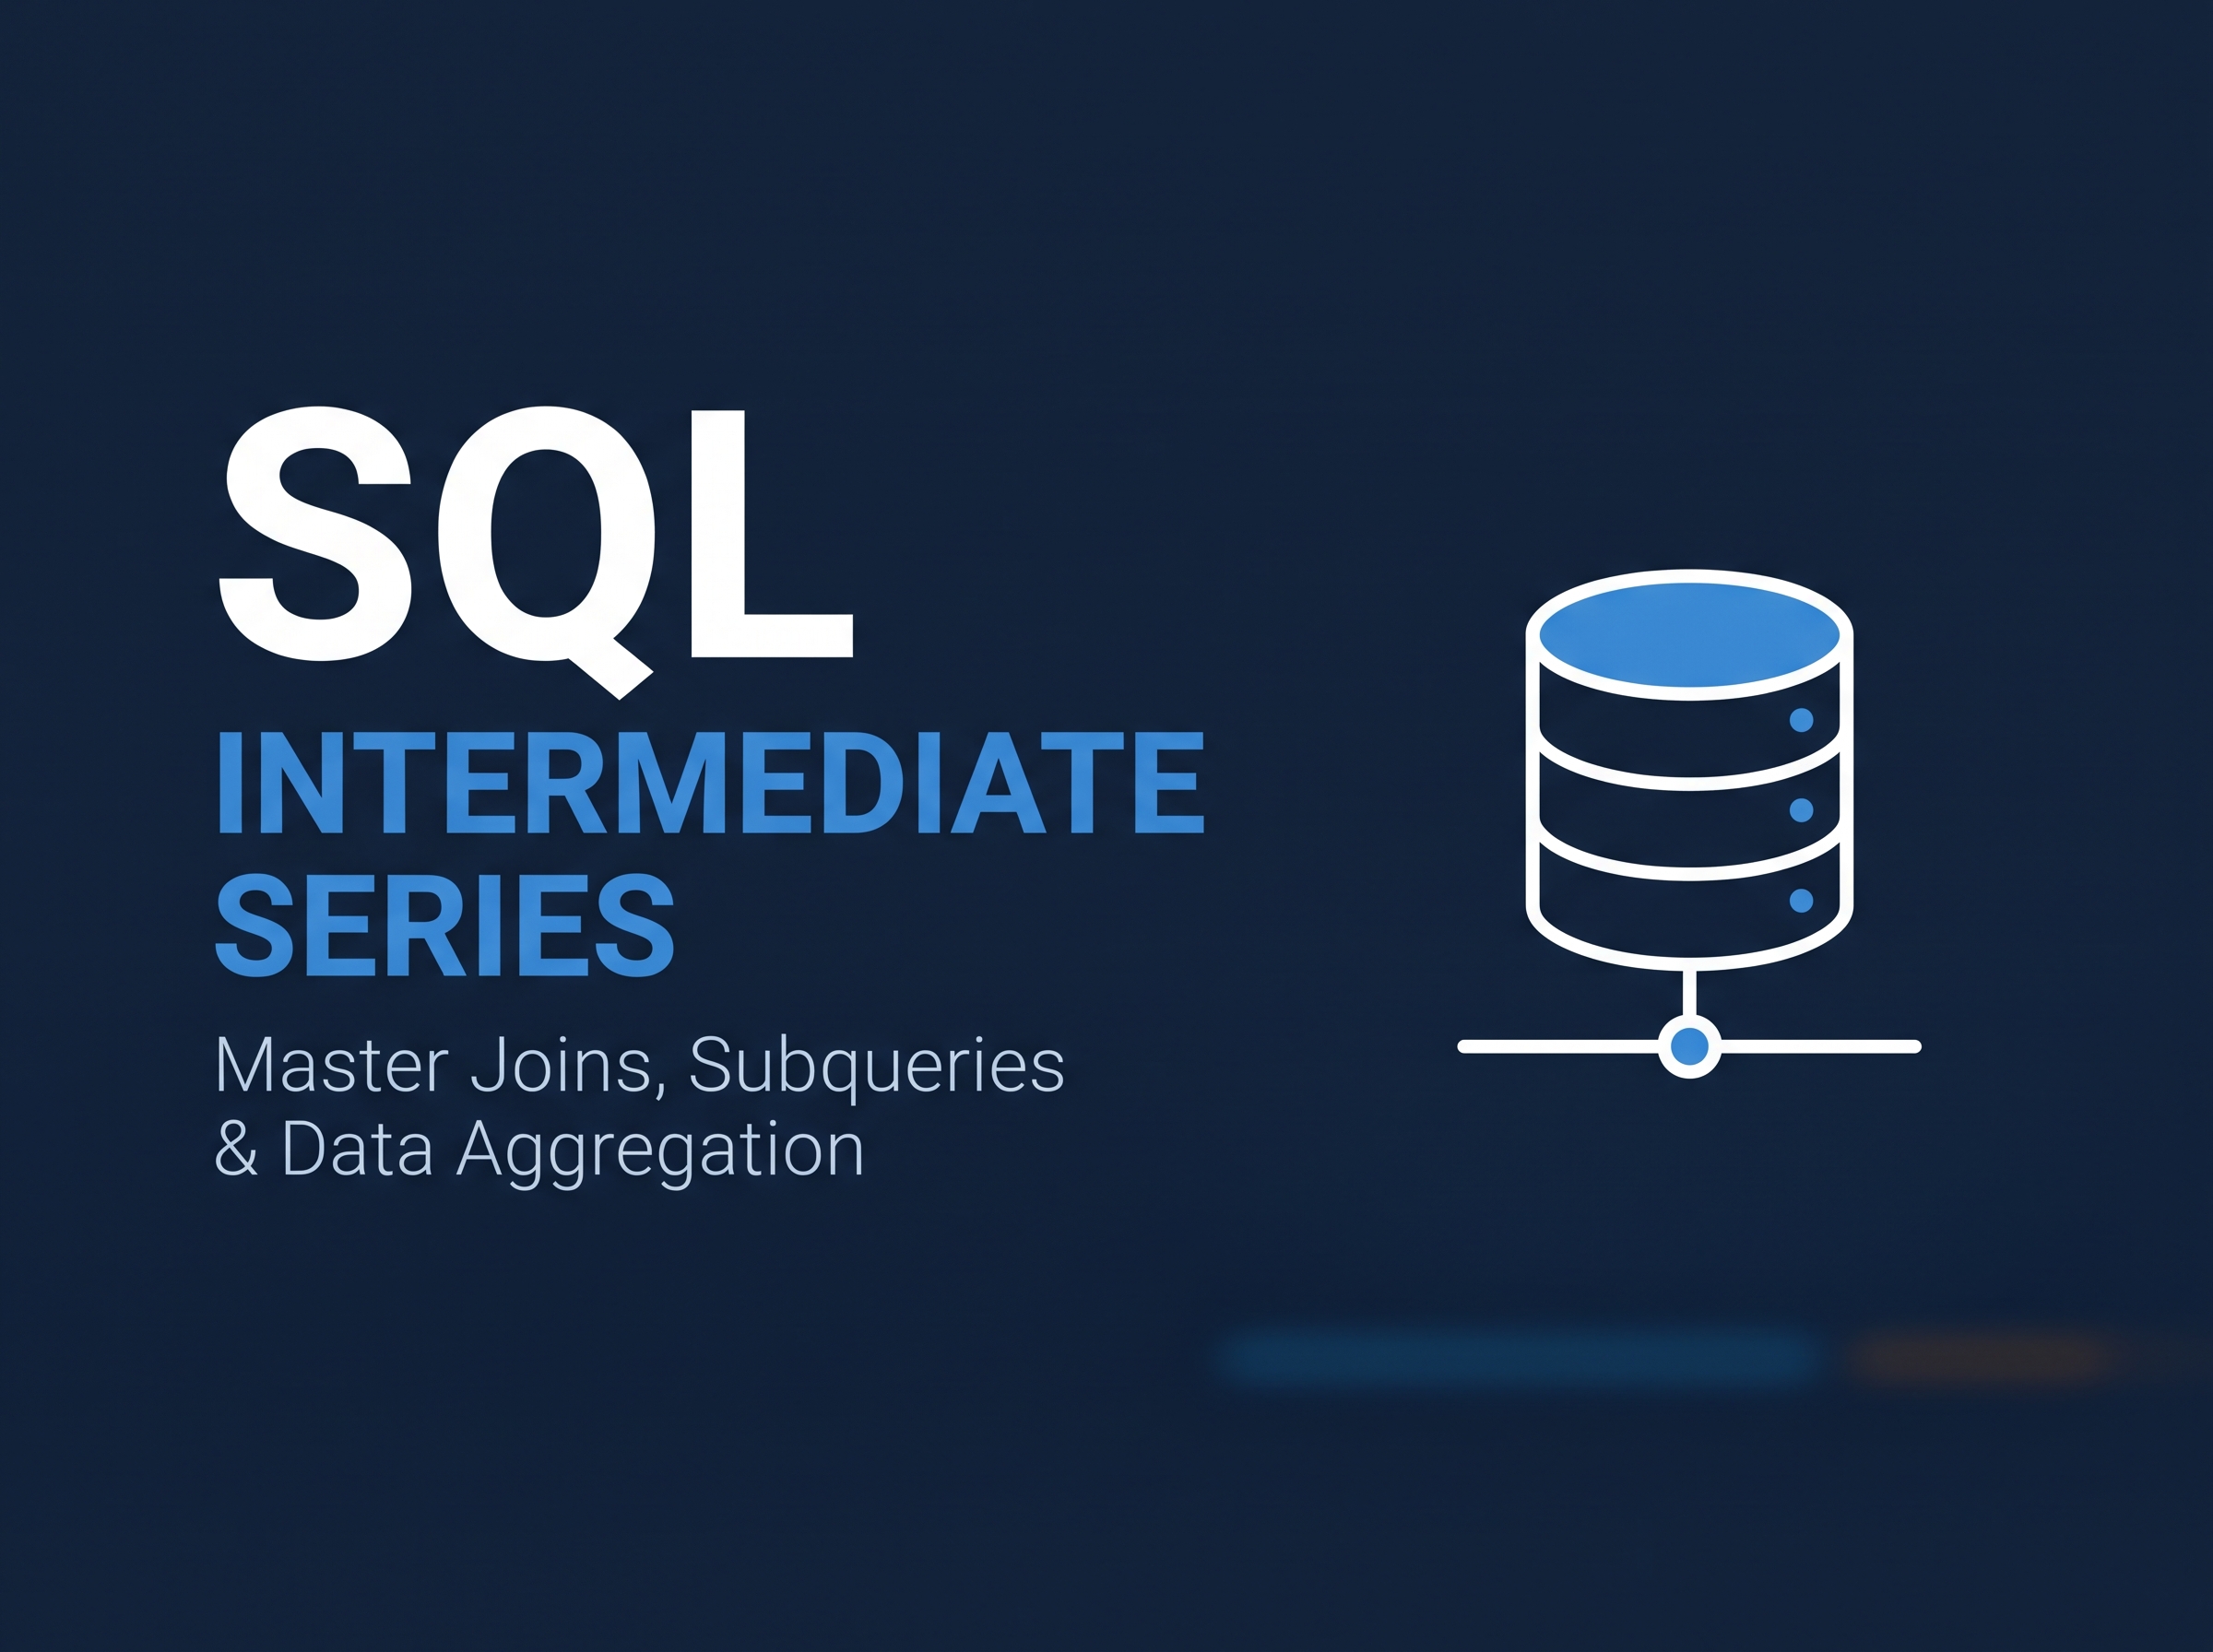 SQL
INTERMEDIATE
SERIES
Master Joins, Subqueries
& Data Aggregation